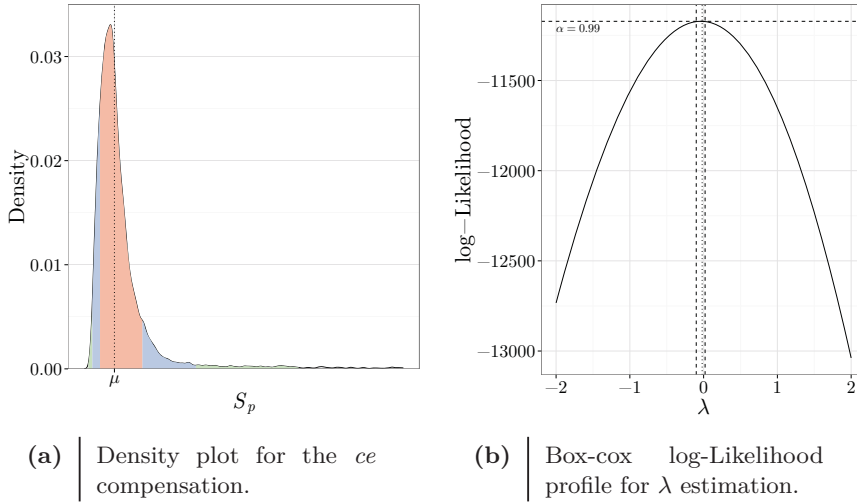 0.03
0.02
0.01
0.00
Density
μ
S_p
α = 0.99
−11500
−12000
−12500
−13000
log−Likelihood
−2 −1 0 1 2
λ
(a) Density plot for the ce
compensation.
(b) Box-cox log-Likelihood
profile for λ estimation.